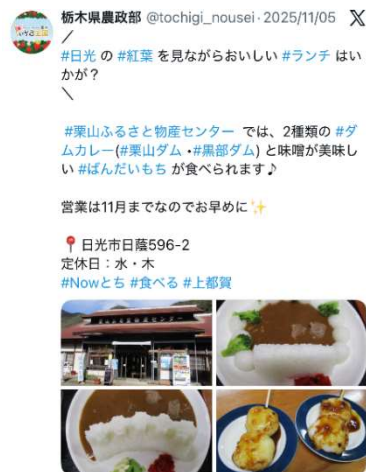 栃木県農政部 @tochigi_nousei · 2025/11/05
／
#日光 の #紅葉 を見ながらおいしい #ランチ はい
かが？
＼
#栗山ふるさと物産センター では、2種類の #ダ
ムカレー(#栗山ダム ・#黒部ダム) と味噌が美味し
い #ばんだいもち が食べられます♪
営業は11月までなのでお早めに✨
📍日光市日蔭596-2
定休日：水・木
#Nowとち #食べる #上都賀